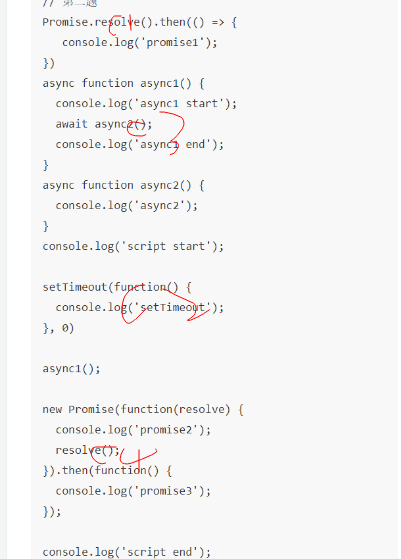 // 第二题
Promise.resolve().then(() => {
   console.log('promise1');
})
async function async1() {
  console.log('async1 start');
  await async2();
  console.log('async1 end');
}
async function async2() {
  console.log('async2');
}
console.log('script start');

setTimeout(function() {
  console.log('setTimeout');
}, 0)

async1();

new Promise(function(resolve) {
  console.log('promise2');
  resolve();
}).then(function() {
  console.log('promise3');
});

console.log('script end');